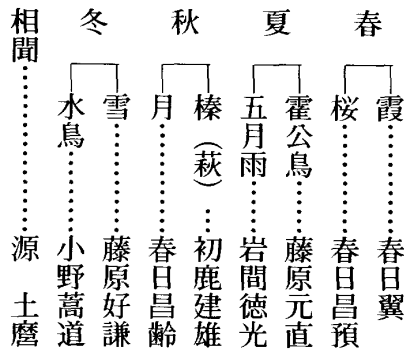 春
霞…………春日翼
桜…………春日昌預
夏
霍公鳥……藤原元直
五月雨……岩間徳光
秋
榛（萩）…初鹿建雄
月…………春日昌齢
冬
雪…………藤原好謙
水鳥………小野蒿道
相聞………源　土麿